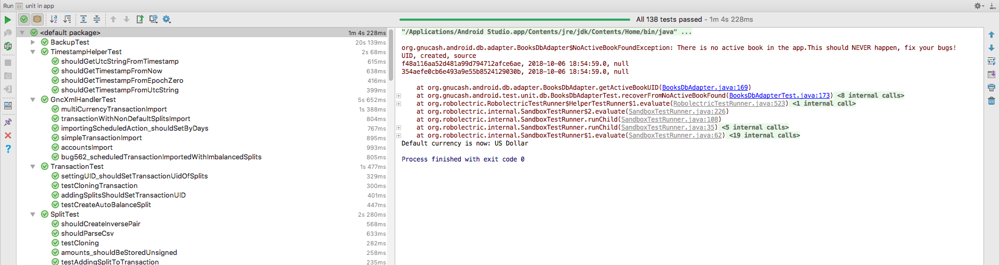 Run unit in app
All 138 tests passed - 1m 4s 228ms
<default package> 1m 4s 228ms
BackupTest 20s 139ms
TimestampHelperTest 2s 68ms
shouldGetUtcStringFromTimestamp 615ms
shouldGetTimestampFromNow 638ms
shouldGetTimestampFromEpochZero 416ms
shouldGetTimestampFromUtcString 399ms
GncXmlHandlerTest 5s 652ms
multiCurrencyTransactionImport 1s 388ms
transactionWithNonDefaultSplitsImport 804ms
importingScheduledAction_shouldSetByDays 767ms
simpleTransactionImport 895ms
accountsImport 993ms
bug562_scheduledTransactionImportedWithImbalancedSplits 805ms
TransactionTest 1s 477ms
settingUID_shouldSetTransactionUidOfSplits 329ms
testCloningTransaction 300ms
addingSplitsShouldSetTransactionUID 401ms
testCreateAutoBalanceSplit 447ms
SplitTest 2s 280ms
shouldCreateInversePair 568ms
shouldParseCsv 633ms
testCloning 282ms
amounts_shouldBeStoredUnsigned 258ms
testAddingSplitToTransaction 235ms
"/Applications/Android Studio.app/Contents/jre/jdk/Contents/Home/bin/java" ...
org.gnucash.android.db.adapter.BooksDbAdapter$NoActiveBookFoundException: There is no active book in the app.This should NEVER happen, fix your bugs!
UID, created, source
f48a116aa52d481a99d794712afce6ae, 2018-10-06 18:54:59.0, null
354aefe0cb6e493a9e55b8524129030b, 2018-10-06 18:54:59.0, null
at org.gnucash.android.db.adapter.BooksDbAdapter.getActiveBookUID(BooksDbAdapter.java:169)
at org.gnucash.android.test.unit.db.BooksDbAdapterTest.recoverFromNoActiveBookFound(BooksDbAdapterTest.java:173) <8 internal calls>
at org.robolectric.RobolectricTestRunner$HelperTestRunner$1.evaluate(RobolectricTestRunner.java:523) <1 internal call>
at org.robolectric.internal.SandboxTestRunner$2.evaluate(SandboxTestRunner.java:226)
at org.robolectric.internal.SandboxTestRunner.runChild(SandboxTestRunner.java:108)
at org.robolectric.internal.SandboxTestRunner.runChild(SandboxTestRunner.java:35) <5 internal calls>
at org.robolectric.internal.SandboxTestRunner$1.evaluate(SandboxTestRunner.java:62) <19 internal calls>
Default currency is now: US Dollar
Process finished with exit code 0